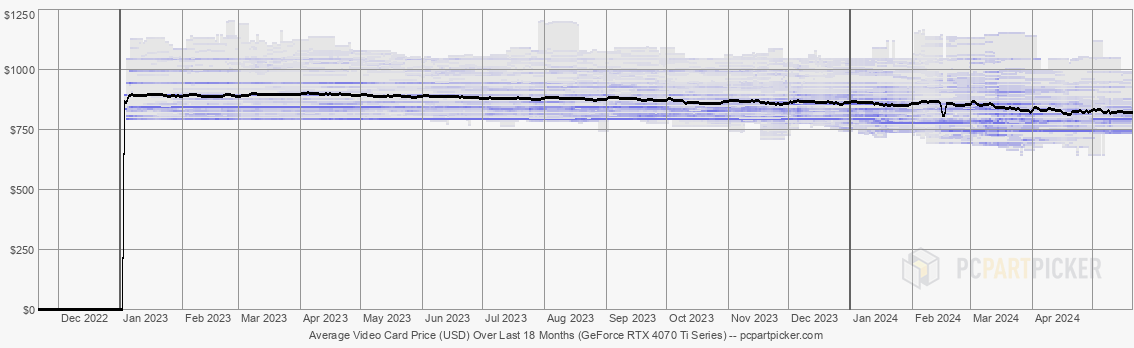 $1250
$1000
$750
$500
$250
$0
PCPARTPICKER
Dec 2022 Jan 2023 Feb 2023 Mar 2023 Apr 2023 May 2023 Jun 2023 Jul 2023 Aug 2023 Sep 2023 Oct 2023 Nov 2023 Dec 2023 Jan 2024 Feb 2024 Mar 2024 Apr 2024
Average Video Card Price (USD) Over Last 18 Months (GeForce RTX 4070 Ti Series) -- pcpartpicker.com